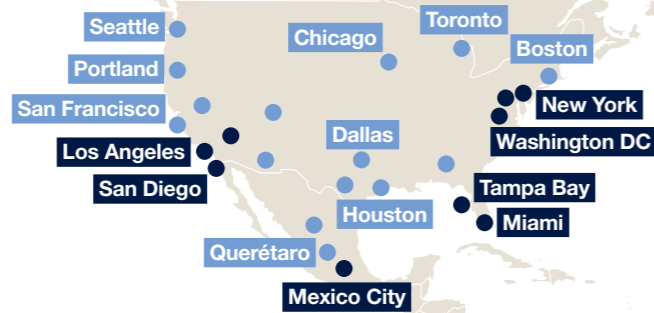 Seattle
Toronto
Chicago
Boston
Portland
San Francisco
New York
Dallas
Washington DC
Los Angeles
San Diego
Tampa Bay
Houston
Miami
Querétaro
Mexico City